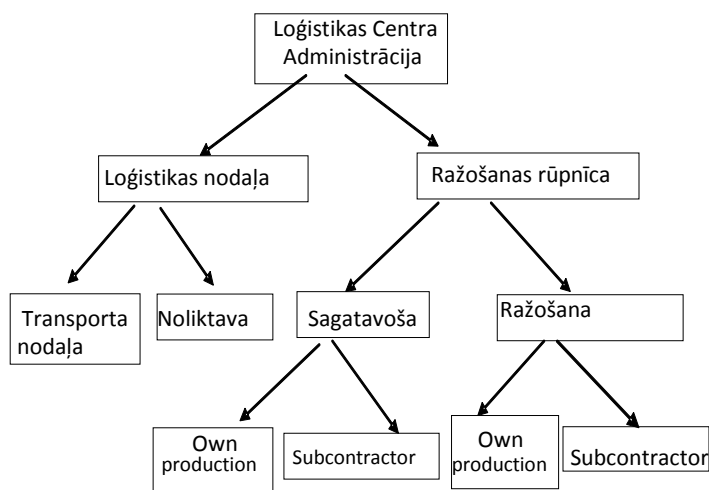 Loģistikas Centra
Administrācija
Loģistikas nodaļa
Ražošanas rūpnīca
Transporta
nodaļa
Noliktava
Sagatavoša
Ražošana
Own
production
Subcontractor
Own
production
Subcontractor